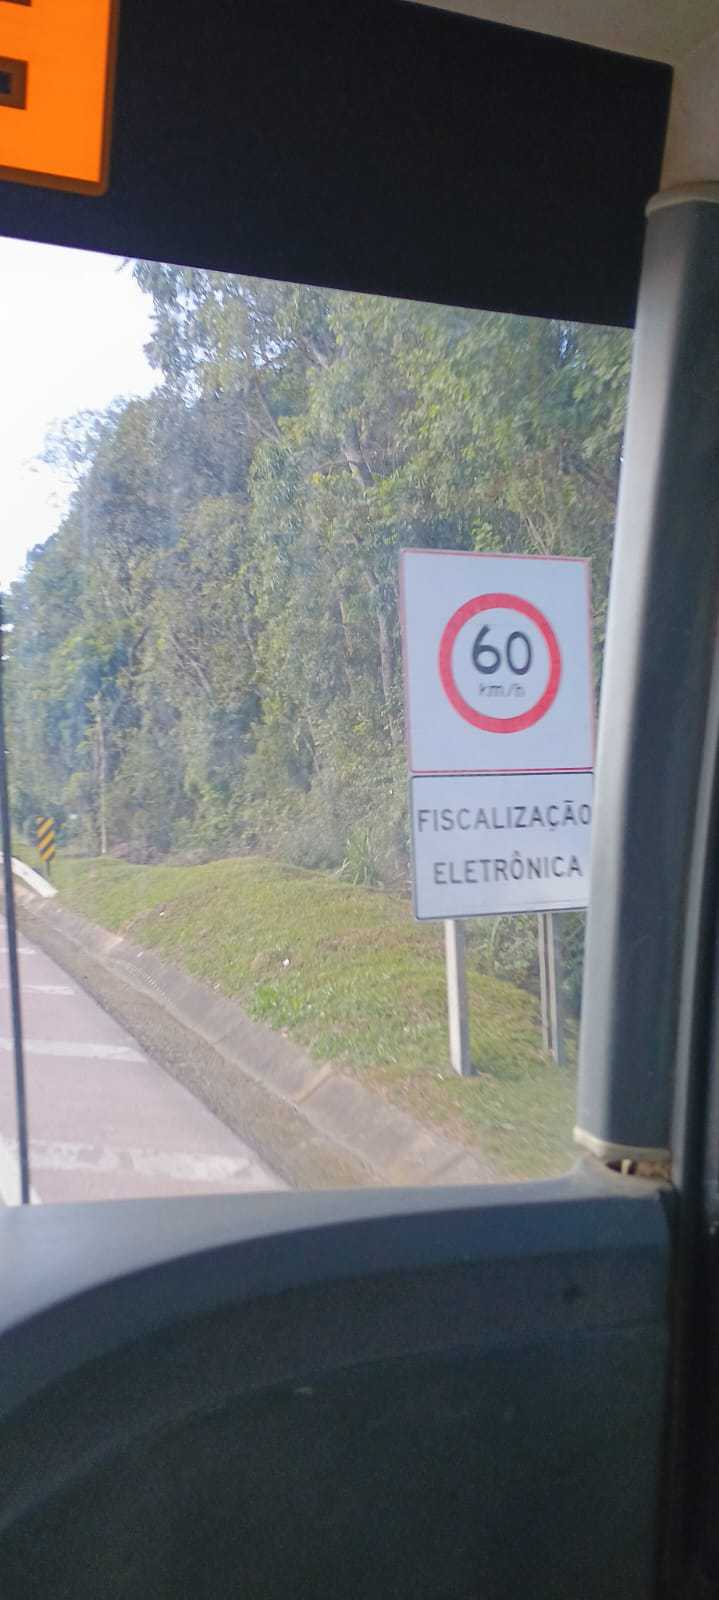 60
km/h
FISCALIZAÇÃO
ELETRÔNICA